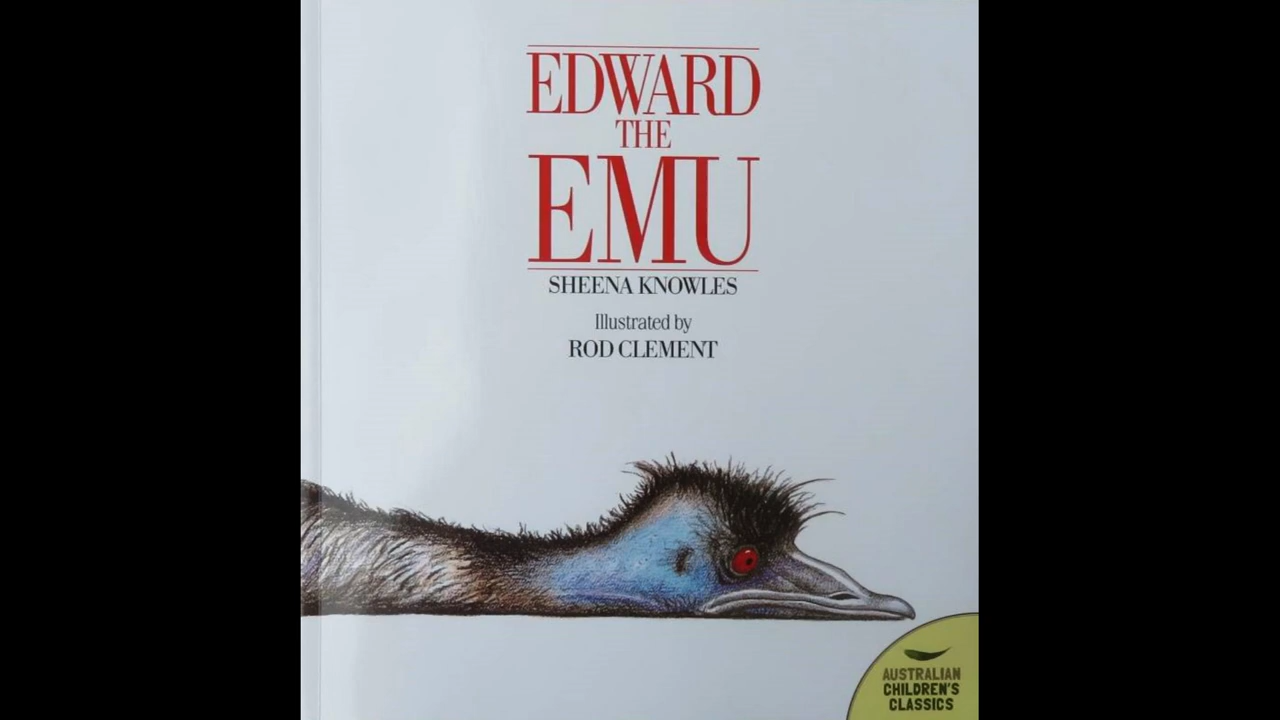 EDWARD
THE
EMU
SHEENA KNOWLES
Illustrated by
ROD CLEMENT
AUSTRALIAN
CHILDREN'S
CLASSICS